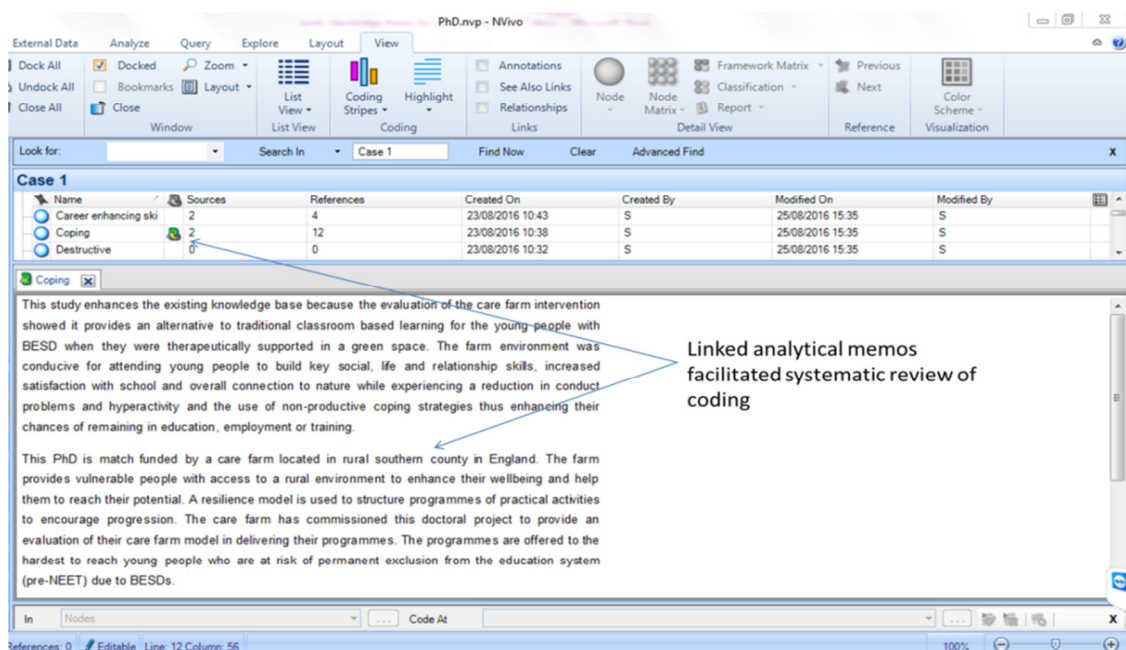 PhD.nvp - NVivo
External Data Analyze Query Explore Layout View
Dock All Docked Zoom Annotations Framework Matrix Previous
Undock All Bookmarks Layout See Also Links Classification Next
Close All Close Relationships Report
List View Coding Stripes Highlight Node Node Matrix Color Scheme
Window List View Coding Links Detail View Reference Visualization
Look for: Search In Case 1 Find Now Clear Advanced Find x
Case 1
Name Sources References Created On Created By Modified On Modified By
Career enhancing ski 2 4 23/08/2016 10:43 S 25/08/2016 15:35 S
Coping 2 12 23/08/2016 10:38 S 25/08/2016 15:35 S
Destructive 0 0 23/08/2016 10:32 S 25/08/2016 15:35 S
Coping
This study enhances the existing knowledge base because the evaluation of the care farm intervention
showed it provides an alternative to traditional classroom based learning for the young people with
BESD when they were therapeutically supported in a green space. The farm environment was
conducive for attending young people to build key social, life and relationship skills, increased
satisfaction with school and overall connection to nature while experiencing a reduction in conduct
problems and hyperactivity and the use of non-productive coping strategies thus enhancing their
chances of remaining in education, employment or training.
This PhD is match funded by a care farm located in rural southern county in England. The farm
provides vulnerable people with access to a rural environment to enhance their wellbeing and help
them to reach their potential. A resilience model is used to structure programmes of practical activities
to encourage progression. The care farm has commissioned this doctoral project to provide an
evaluation of their care farm model in delivering their programmes. The programmes are offered to the
hardest to reach young people who are at risk of permanent exclusion from the education system
(pre-NEET) due to BESDs.
Linked analytical memos
facilitated systematic review of
coding
In Nodes ... Code At ... x
References: 0 Editable Line: 12 Column: 56 100%